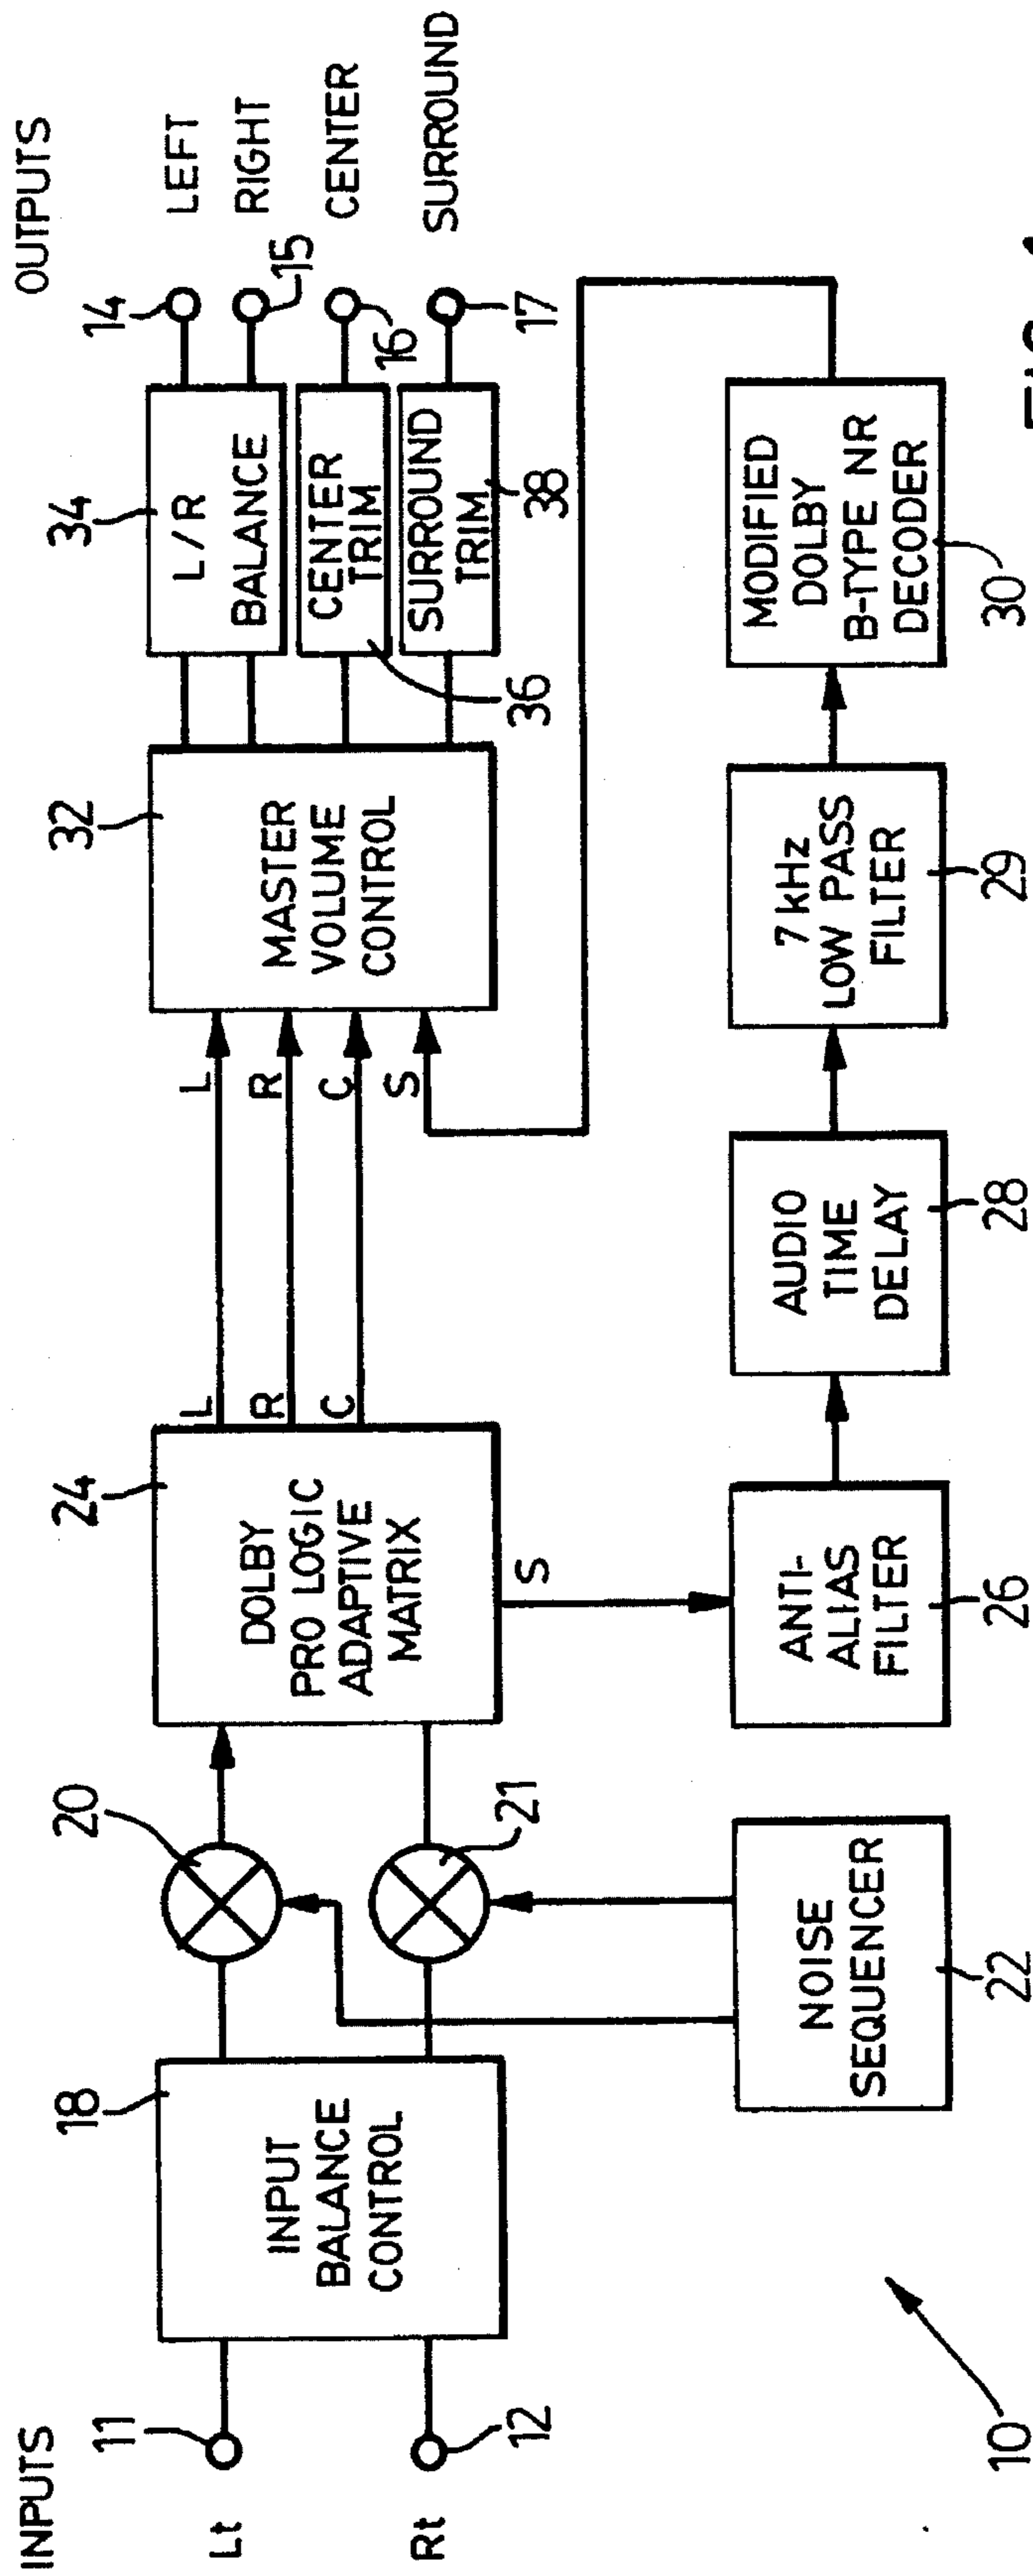 INPUTS
OUTPUTS
11
Lt
12
Rt
18
INPUT
BALANCE
CONTROL
20
21
NOISE
SEQUENCER
22
24
DOLBY
PRO LOGIC
ADAPTIVE
MATRIX
L
R
C
S
ANTI-
ALIAS
FILTER
26
AUDIO
TIME
DELAY
28
7 kHz
LOW PASS
FILTER
29
MODIFIED
DOLBY
B-TYPE NR
DECODER
30
L
R
C
S
32
MASTER
VOLUME
CONTROL
34
L/R
BALANCE
CENTER
TRIM
36
SURROUND
TRIM
38
14
LEFT
15
RIGHT
16
CENTER
17
SURROUND
10